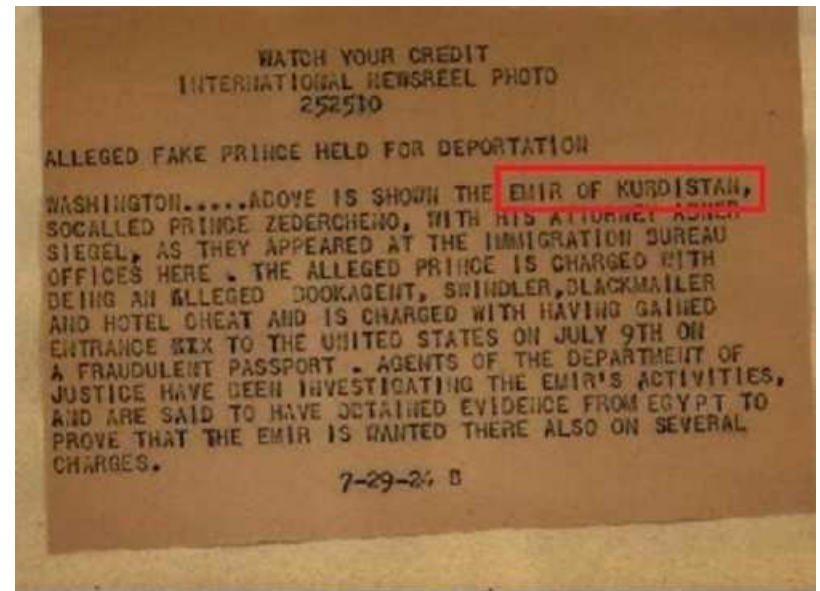 WATCH YOUR CREDIT
INTERNATIONAL NEWSREEL PHOTO
252510
ALLEGED FAKE PRINCE HELD FOR DEPORTATION
WASHINGTON.....ABOVE IS SHOWN THE EMIR OF KURDISTAN,
SOCALLED PRINCE ZEDERCHENO, WITH HIS ATTORNEY ABNER
SIEGEL, AS THEY APPEARED AT THE IMMIGRATION BUREAU
OFFICES HERE . THE ALLEGED PRINCE IS CHARGED WITH
BEING AN ALLEGED BOOKAGENT, SWINDLER,BLACKMAILER
AND HOTEL CHEAT AND IS CHARGED WITH HAVING GAINED
ENTRANCE TO THE UNITED STATES ON JULY 9TH ON
A FRAUDULENT PASSPORT . AGENTS OF THE DEPARTMENT OF
JUSTICE HAVE BEEN INVESTIGATING THE EMIR'S ACTIVITIES,
AND ARE SAID TO HAVE OBTAINED EVIDENCE FROM EGYPT TO
PROVE THAT THE EMIR IS WANTED THERE ALSO ON SEVERAL
CHARGES.